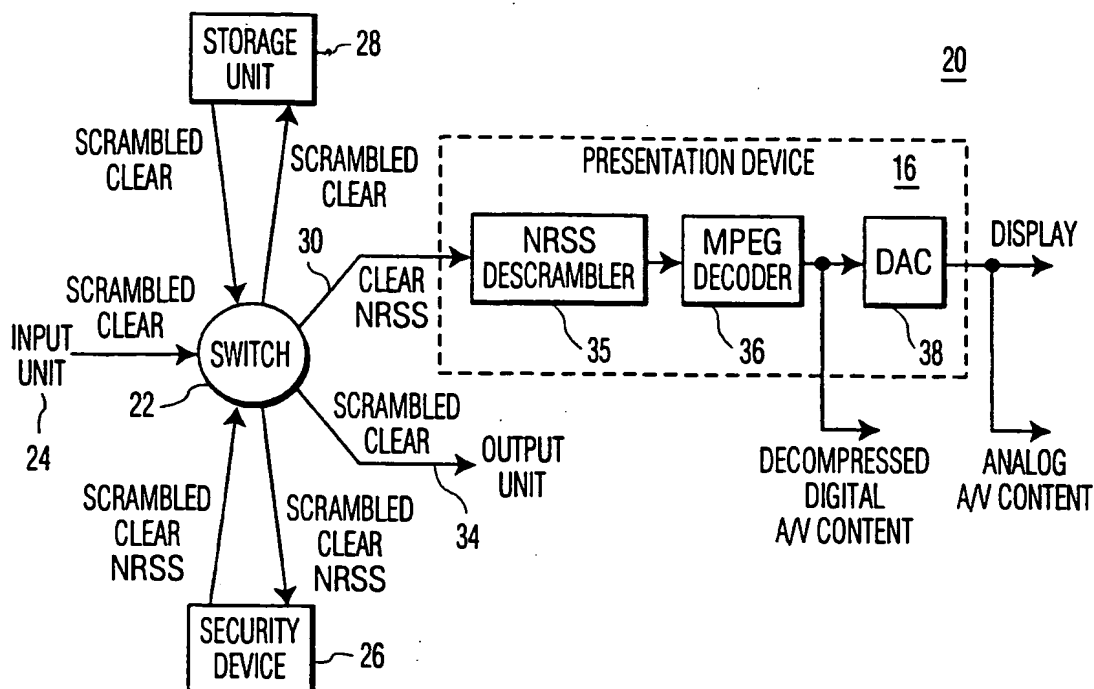 STORAGE
UNIT
28
20
SCRAMBLED
CLEAR
SCRAMBLED
CLEAR
PRESENTATION DEVICE
16
30
NRSS
DESCRAMBLER
MPEG
DECODER
DAC
DISPLAY
CLEAR
NRSS
35
36
38
SCRAMBLED
CLEAR
INPUT
UNIT
24
SWITCH
22
SCRAMBLED
CLEAR
OUTPUT
UNIT
34
DECOMPRESSED
DIGITAL
A/V CONTENT
ANALOG
A/V CONTENT
SCRAMBLED
CLEAR
NRSS
SCRAMBLED
CLEAR
NRSS
SECURITY
DEVICE
26